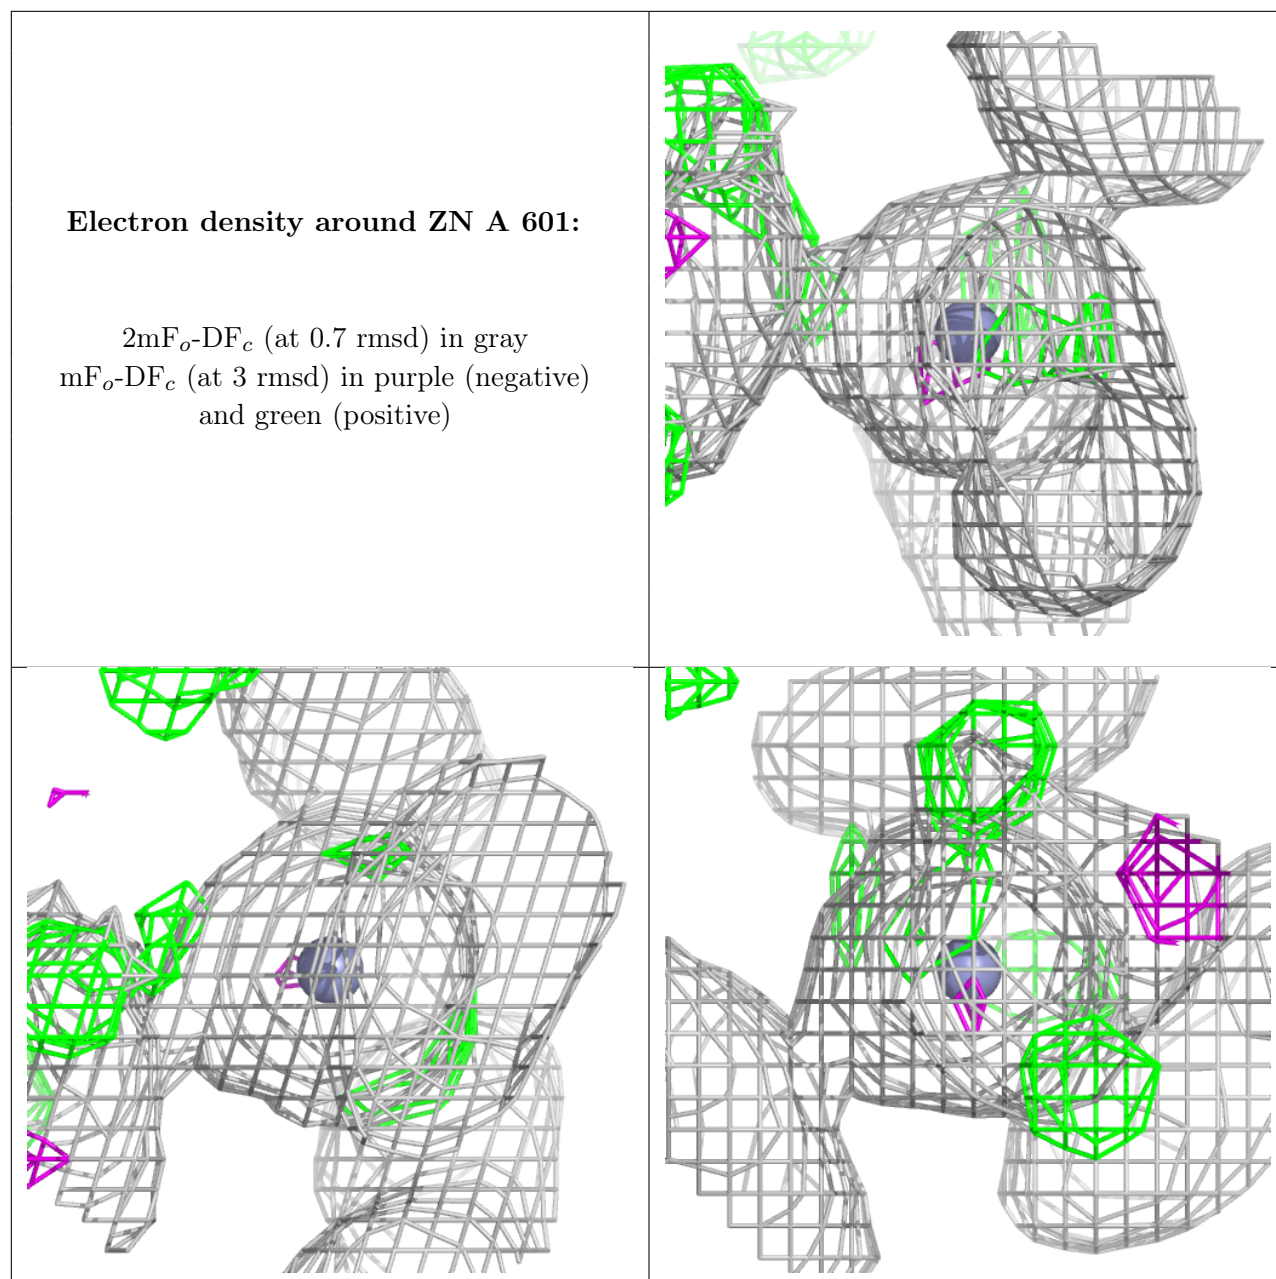 Electron density around ZN A 601:
2mFo-DFc (at 0.7 rmsd) in gray
mFo-DFc (at 3 rmsd) in purple (negative)
and green (positive)